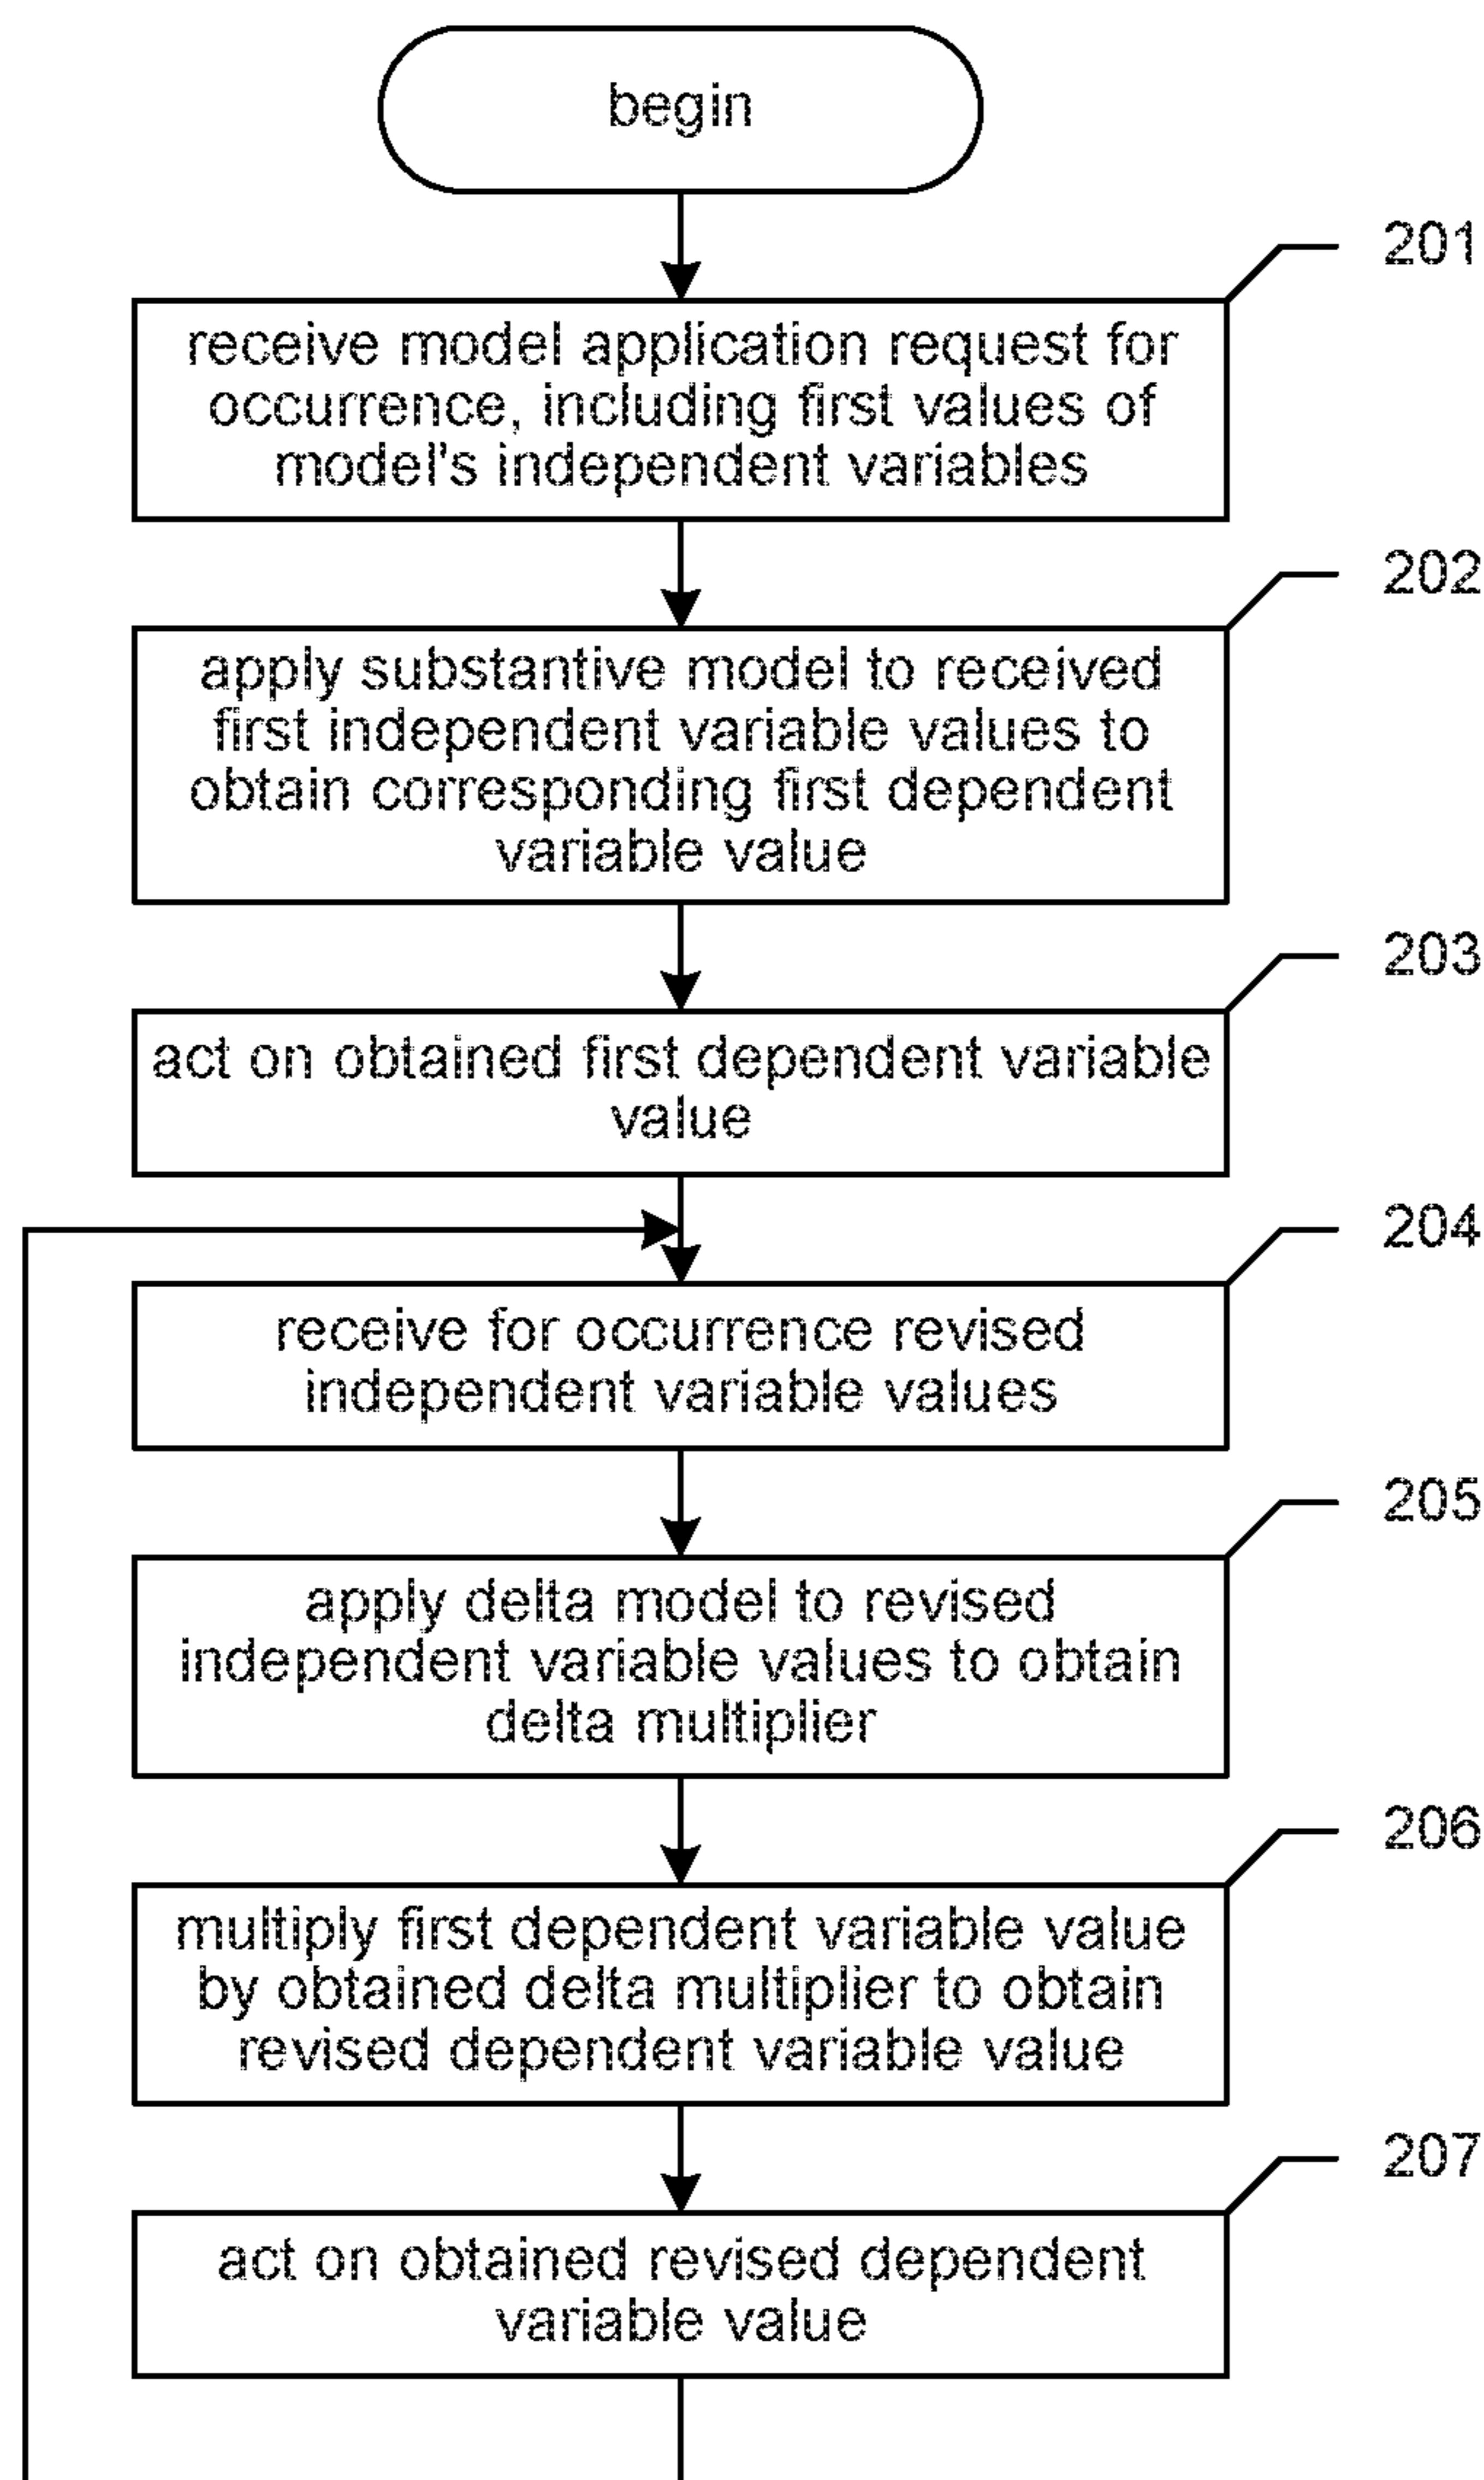 begin
201
receive model application request for
occurrence, including first values of
model's independent variables
202
apply substantive model to received
first independent variable values to
obtain corresponding first dependent
variable value
203
act on obtained first dependent variable
value
204
receive for occurrence revised
independent variable values
205
apply delta model to revised
independent variable values to obtain
delta multiplier
206
multiply first dependent variable value
by obtained delta multiplier to obtain
revised dependent variable value
207
act on obtained revised dependent
variable value